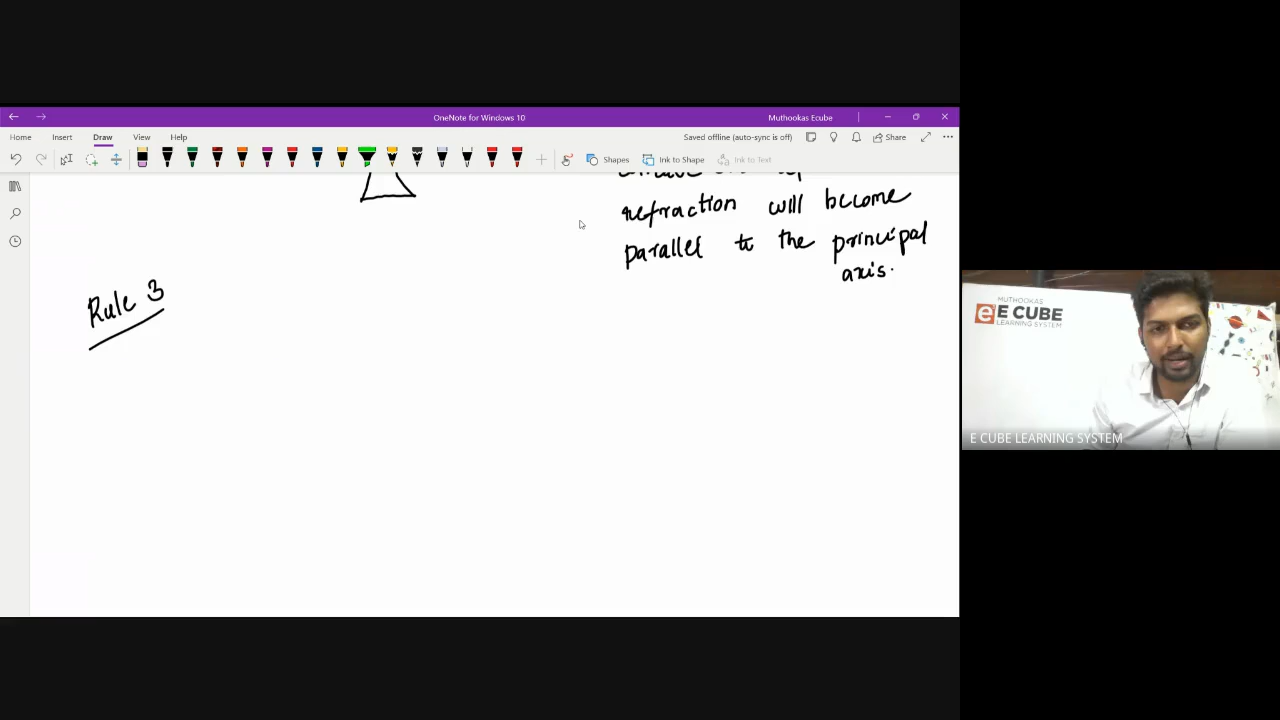 OneNote for Windows 10
Muthookas Ecube
Home Insert Draw View Help
Saved offline (auto-sync is off)
Share
Shapes
Ink to Shape
Ink to Text
refraction will become
parallel to the principal
axis.
Rule 3
MUTHOOKAS
E CUBE
LEARNING SYSTEM
E CUBE LEARNING SYSTEM